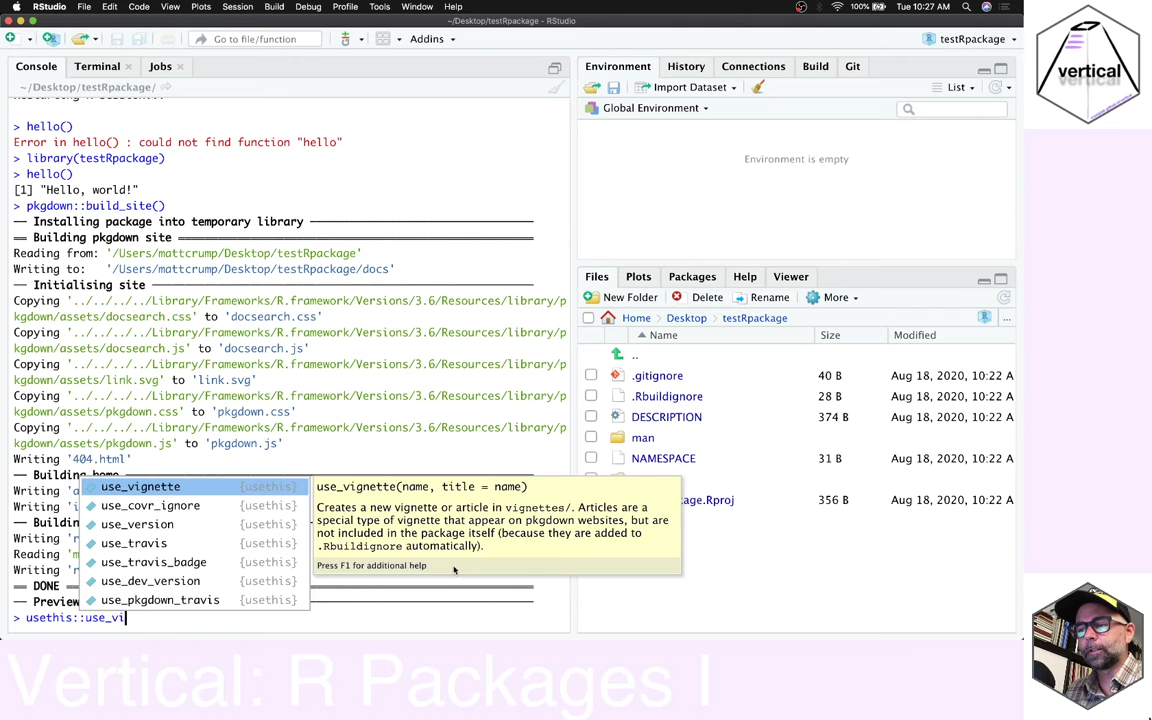 RStudio File Edit Code View Plots Session Build Debug Profile Tools Window Help 100% Tue 10:27 AM
~/Desktop/testRpackage - RStudio
Go to file/function Addins testRpackage
Console Terminal Jobs
~/Desktop/testRpackage/
> hello()
Error in hello() : could not find function "hello"
> library(testRpackage)
> hello()
[1] "Hello, world!"
> pkgdown::build_site()
── Installing package into temporary library ──
══ Building pkgdown site ══
Reading from: '/Users/mattcrump/Desktop/testRpackage'
Writing to: '/Users/mattcrump/Desktop/testRpackage/docs'
── Initialising site ──
Copying '../../../../Library/Frameworks/R.framework/Versions/3.6/Resources/library/p
kgdown/assets/docsearch.css' to 'docsearch.css'
Copying '../../../../Library/Frameworks/R.framework/Versions/3.6/Resources/library/p
kgdown/assets/docsearch.js' to 'docsearch.js'
Copying '../../../../Library/Frameworks/R.framework/Versions/3.6/Resources/library/p
kgdown/assets/link.svg' to 'link.svg'
Copying '../../../../Library/Frameworks/R.framework/Versions/3.6/Resources/library/p
kgdown/assets/pkgdown.css' to 'pkgdown.css'
Copying '../../../../Library/Frameworks/R.framework/Versions/3.6/Resources/library/p
kgdown/assets/pkgdown.js' to 'pkgdown.js'
Writing '404.html'
── Building home
Writing
── Buildin
Writing
Reading
Writing
══ DONE
── Preview
> usethis::use_vi
use_vignette {usethis}
use_covr_ignore {usethis}
use_version {usethis}
use_travis {usethis}
use_travis_badge {usethis}
use_dev_version {usethis}
use_pkgdown_travis {usethis}
use_vignette(name, title = name)
Creates a new vignette or article in vignettes/. Articles are a
special type of vignette that appear on pkgdown websites, but are
not included in the package itself (because they are added to
.Rbuildignore automatically).
Press F1 for additional help
Environment History Connections Build Git
Import Dataset List
Global Environment
Environment is empty
Files Plots Packages Help Viewer
New Folder Delete Rename More
Home Desktop testRpackage ...
Name Size Modified
..
.gitignore 40 B Aug 18, 2020, 10:22 A
.Rbuildignore 28 B Aug 18, 2020, 10:22 A
DESCRIPTION 374 B Aug 18, 2020, 10:22 A
man
NAMESPACE 31 B Aug 18, 2020, 10:22 A
age.Rproj 356 B Aug 18, 2020, 10:22 A
vertical
Vertical: R Packages I